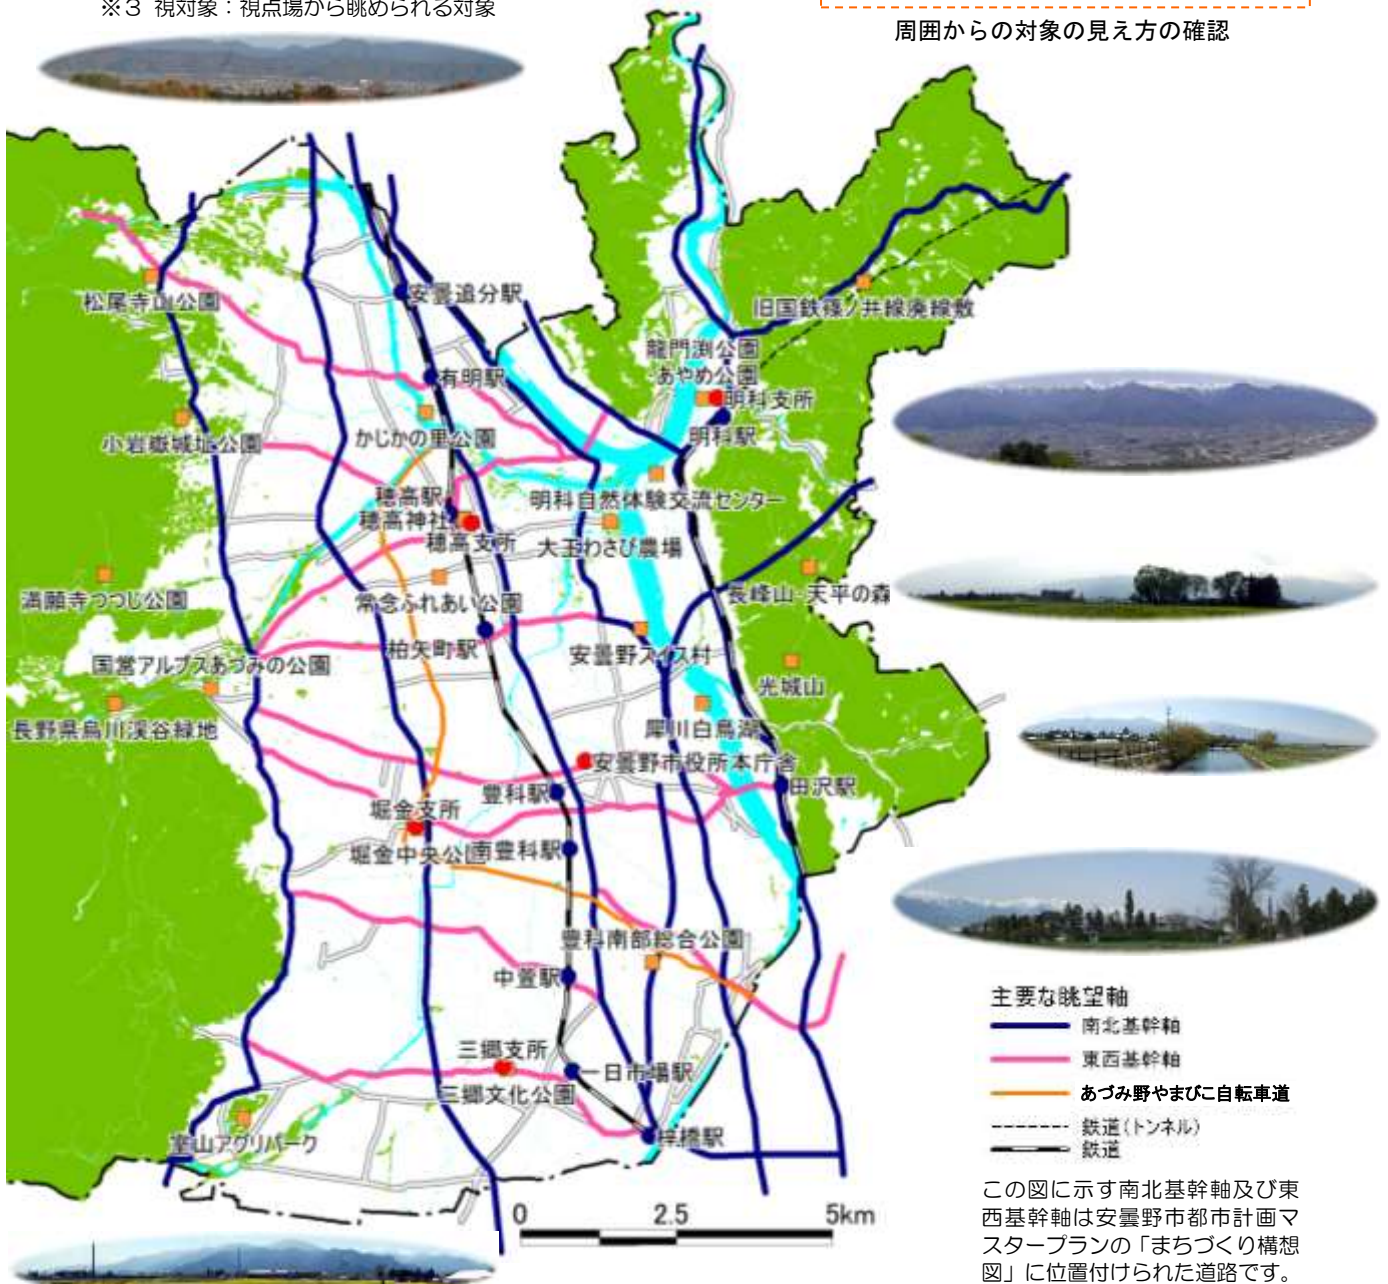 ※３ 視対象：視点場から眺められる対象
周囲からの対象の見え方の確認
松尾寺山公園
安曇追分駅
旧国鉄篠ノ井線廃線敷
龍門渕公園
あやめ公園
有明駅
明科支所
小岩嶽城址公園
かじかの里公園
明科駅
穂高駅
明科自然体験交流センター
穂高神社
穂高支所
大王わさび農場
満願寺つつじ公園
常念ふれあい公園
長峰山・天平の森
柏矢町駅
安曇野スイス村
国営アルプスあづみの公園
光城山
長野県烏川渓谷緑地
犀川白鳥湖
安曇野市役所本庁舎
豊科駅
田沢駅
堀金支所
堀金中央公園
南豊科駅
豊科南部総合公園
中萱駅
三郷支所
一日市場駅
三郷文化公園
室山アグリパーク
梓橋駅
0 2.5 5km
主要な眺望軸
南北基幹軸
東西基幹軸
あづみ野やまびこ自転車道
鉄道(トンネル)
鉄道
この図に示す南北基幹軸及び東
西基幹軸は安曇野市都市計画マ
スタープランの「まちづくり構想
図」に位置付けられた道路です。